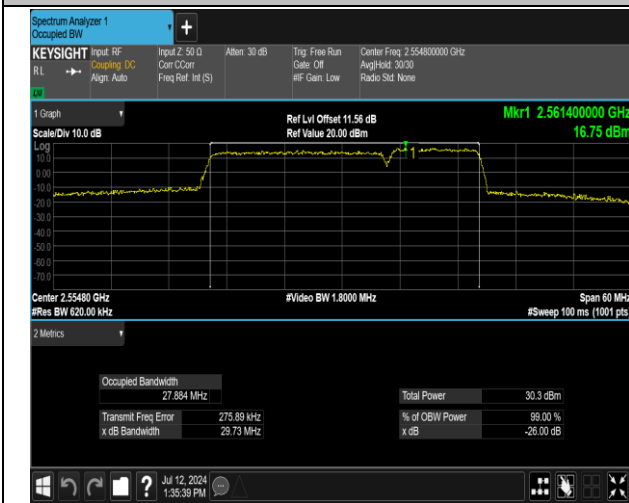 Spectrum Analyzer 1
Occupied BW
+
KEYSIGHT
Input: RF
Input Z: 50 Ω
Atten: 30 dB
Trig: Free Run
Center Freq: 2.554800000 GHz
RL
Coupling: DC
Corr CCorr
Gate: Off
Avg|Hold: 30/30
Align: Auto
Freq Ref: Int (S)
#IF Gain: Low
Radio Std: None
1 Graph
Ref Lvl Offset 11.56 dB
Mkr1 2.561400000 GHz
Scale/Div 10.0 dB
Ref Value 20.00 dBm
16.75 dBm
Log
10.0
1
0.00
-10.0
-20.0
-30.0
-40.0
-50.0
-60.0
-70.0
Center 2.55480 GHz
#Video BW 1.8000 MHz
Span 60 MHz
#Res BW 620.00 kHz
#Sweep 100 ms (1001 pts
2 Metrics
Occupied Bandwidth
27.884 MHz
Total Power
30.3 dBm
Transmit Freq Error
275.89 kHz
% of OBW Power
99.00 %
x dB Bandwidth
29.73 MHz
x dB
-26.00 dB
?
Jul 12, 2024
1:35:39 PM